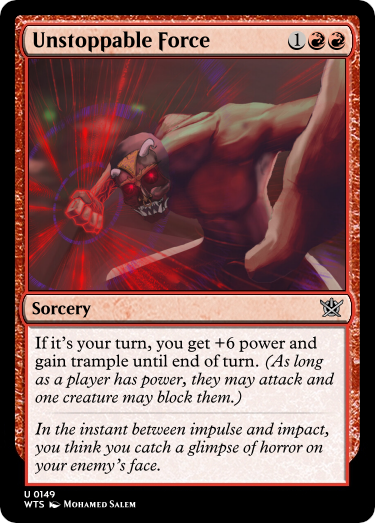 Unstoppable Force 1
Sorcery
If it's your turn, you get +6 power and
gain trample until end of turn. (As long
as a player has power, they may attack and
one creature may block them.)
In the instant between impulse and impact,
you think you catch a glimpse of horror on
your enemy's face.
U 0149
WTS Mohamed Salem